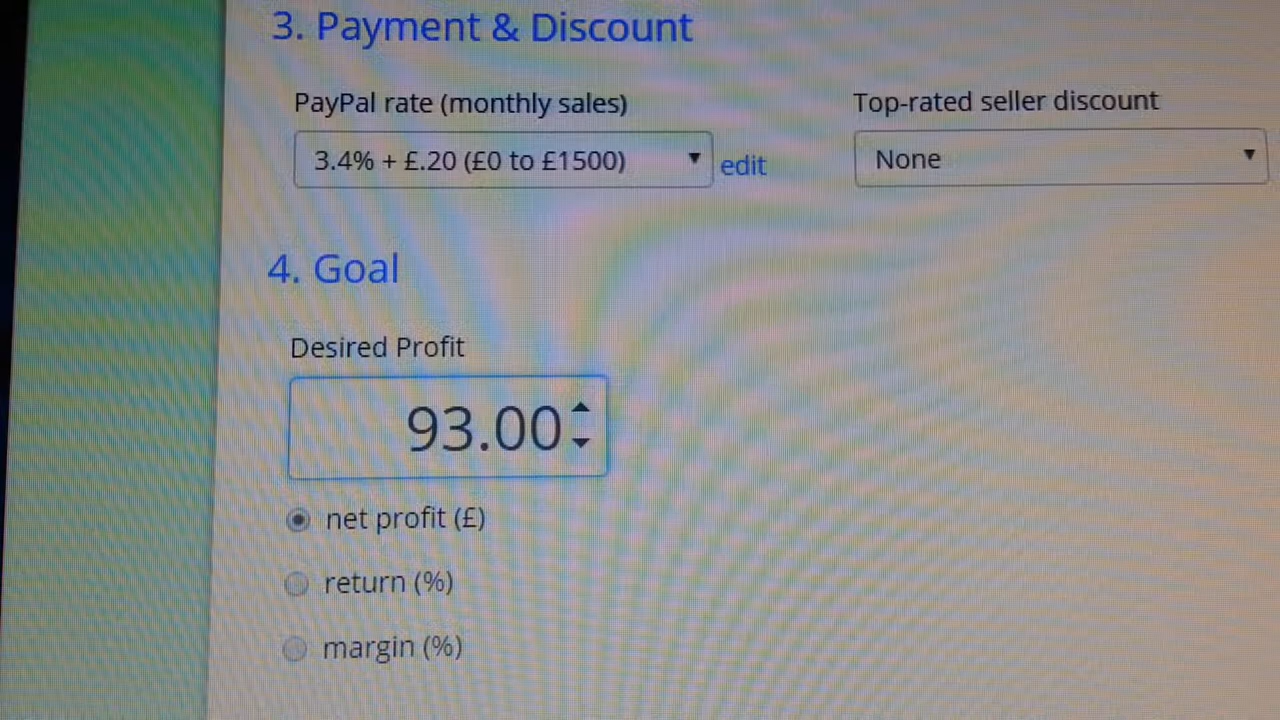 3. Payment & Discount
PayPal rate (monthly sales)
Top-rated seller discount
3.4% + £.20 (£0 to £1500)
edit
None
4. Goal
Desired Profit
93.00
net profit (£)
return (%)
margin (%)